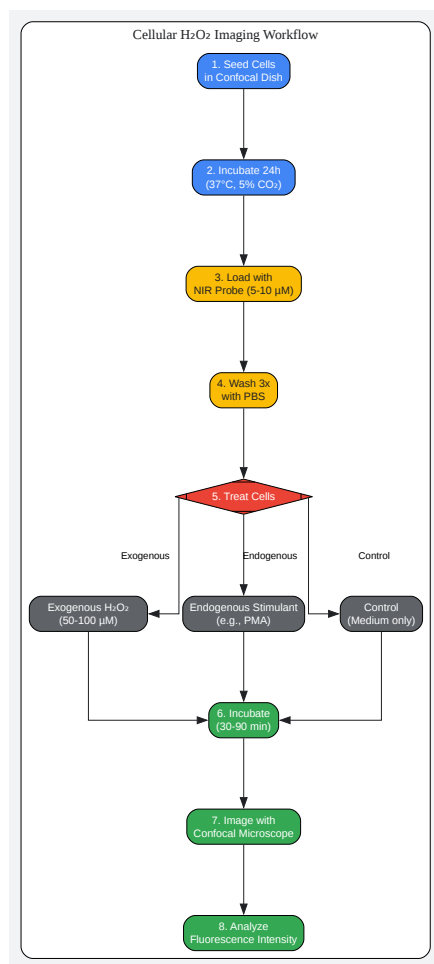 Cellular H₂O₂ Imaging Workflow
1. Seed Cells
in Confocal Dish
2. Incubate 24h
(37°C, 5% CO₂)
3. Load with
NIR Probe (5-10 µM)
4. Wash 3x
with PBS
5. Treat Cells
Exogenous
Endogenous
Control
Exogenous H₂O₂
(50-100 µM)
Endogenous Stimulant
(e.g., PMA)
Control
(Medium only)
6. Incubate
(30-90 min)
7. Image with
Confocal Microscope
8. Analyze
Fluorescence Intensity